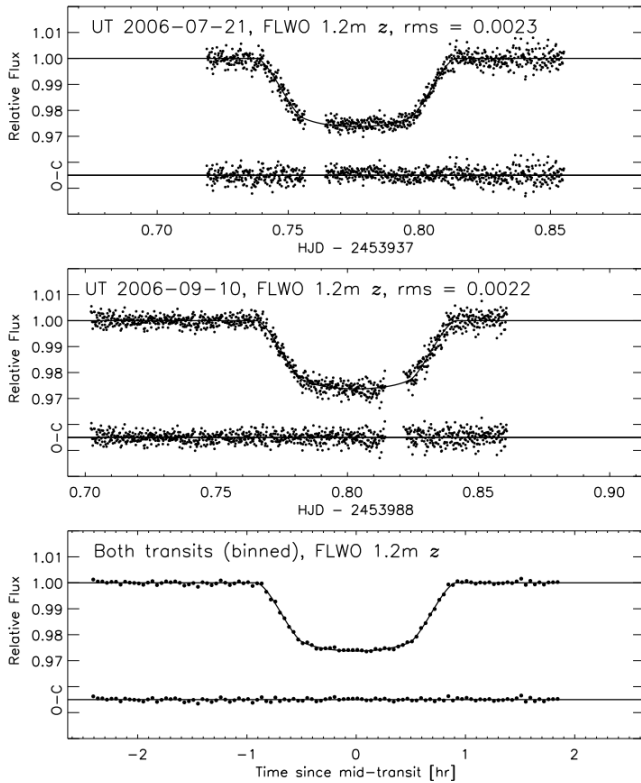 UT 2006-07-21, FLWO 1.2m z, rms = 0.0023
1.01
1.00
0.99
0.98
0.97
Relative Flux
O-C
0.70 0.75 0.80 0.85
HJD - 2453937
UT 2006-09-10, FLWO 1.2m z, rms = 0.0022
1.01
1.00
0.99
0.98
0.97
Relative Flux
O-C
0.70 0.75 0.80 0.85 0.90
HJD - 2453988
Both transits (binned), FLWO 1.2m z
1.01
1.00
0.99
0.98
0.97
Relative Flux
O-C
-2 -1 0 1 2
Time since mid-transit [hr]